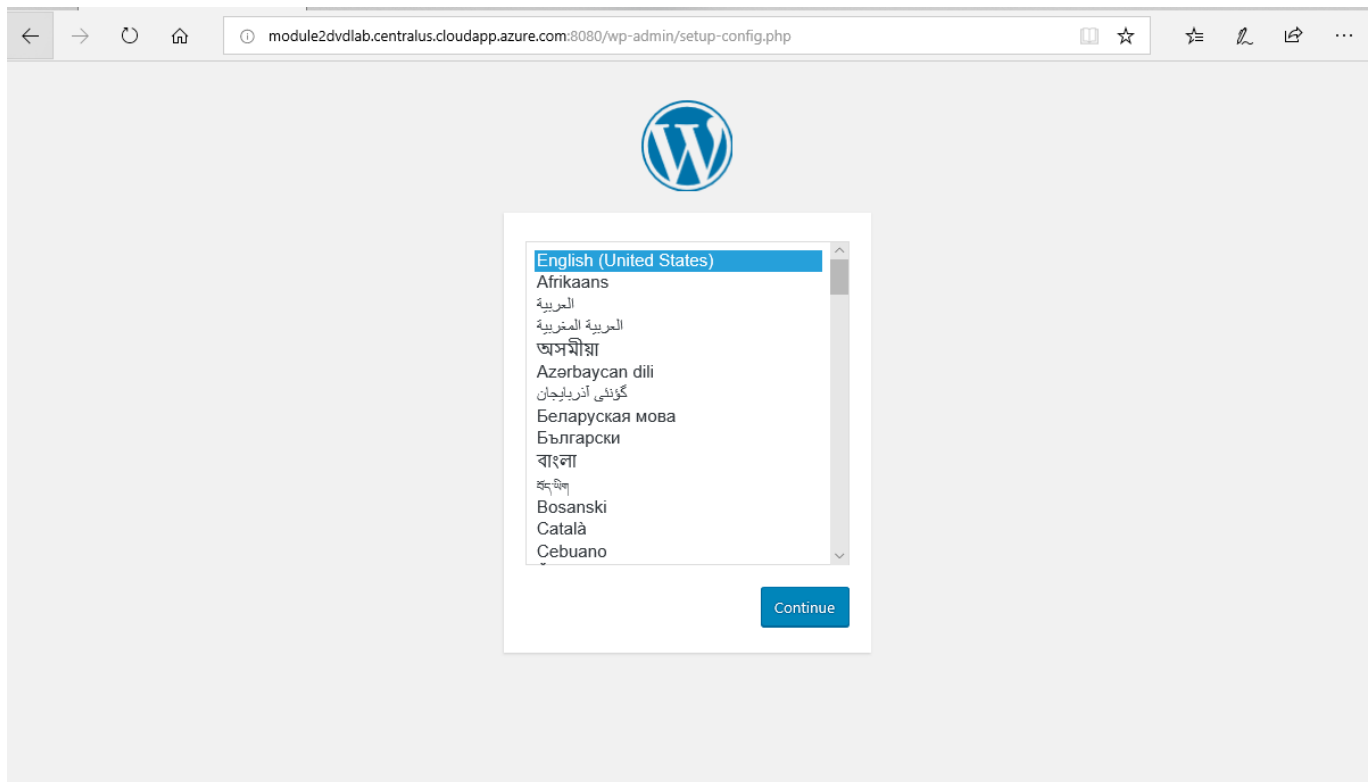 module2dvdlab.centralus.cloudapp.azure.com:8080/wp-admin/setup-config.php
English (United States)
Afrikaans
العربية
العربية المغربية
অসমীয়া
Azərbaycan dili
گؤنئی آذربایجان
Беларуская мова
Български
বাংলা
བོད་ཡིག
Bosanski
Català
Cebuano
Continue